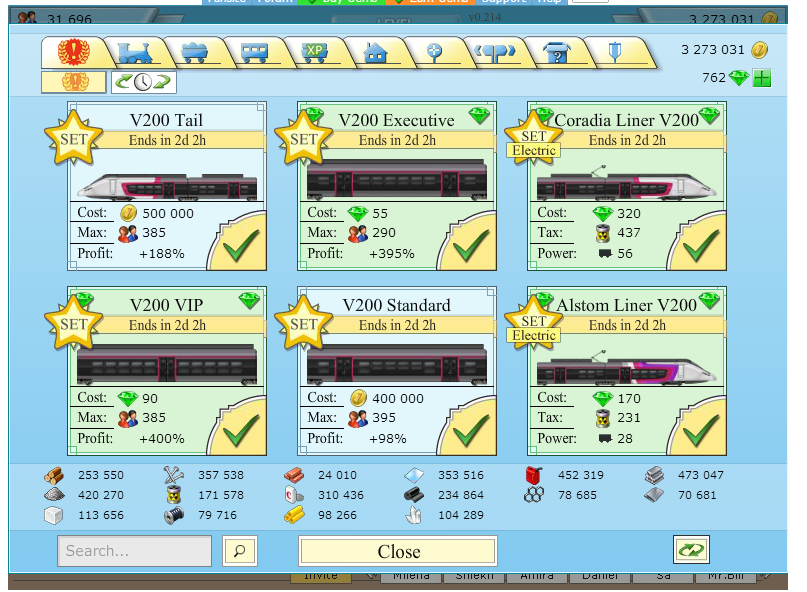 Fansite Forum Buy Gems Earn Gems Support Help
31 696 LEVEL v0.214 3 273 031
XP ?
3 273 031
762
V200 Tail
SET
Ends in 2d 2h
Cost: 500 000
Max: 385
Profit: +188%
V200 Executive
SET
Ends in 2d 2h
Cost: 55
Max: 290
Profit: +395%
Coradia Liner V200
SET
Electric
Ends in 2d 2h
Cost: 320
Tax: 437
Power: 56
V200 VIP
SET
Ends in 2d 2h
Cost: 90
Max: 385
Profit: +400%
V200 Standard
SET
Ends in 2d 2h
Cost: 400 000
Max: 395
Profit: +98%
Alstom Liner V200
SET
Electric
Ends in 2d 2h
Cost: 170
Tax: 231
Power: 28
253 550 357 538 24 010 353 516 452 319 473 047
420 270 171 578 310 436 234 864 78 685 70 681
113 656 79 716 98 266 104 289
Search... Close
Invite Milena Sheikh Amira Daniel Sa Mr.Bill